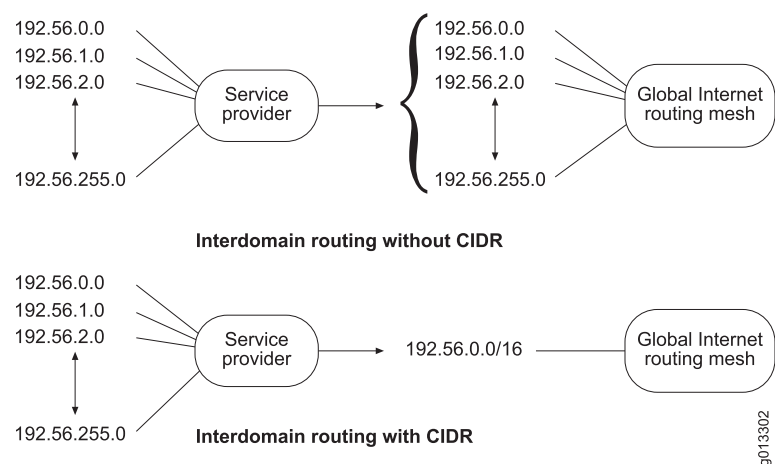 192.56.0.0
192.56.1.0
192.56.2.0
192.56.255.0
Service
provider
192.56.0.0
192.56.1.0
192.56.2.0
192.56.255.0
Global Internet
routing mesh
Interdomain routing without CIDR
192.56.0.0
192.56.1.0
192.56.2.0
192.56.255.0
Service
provider
192.56.0.0/16
Global Internet
routing mesh
Interdomain routing with CIDR
g013302